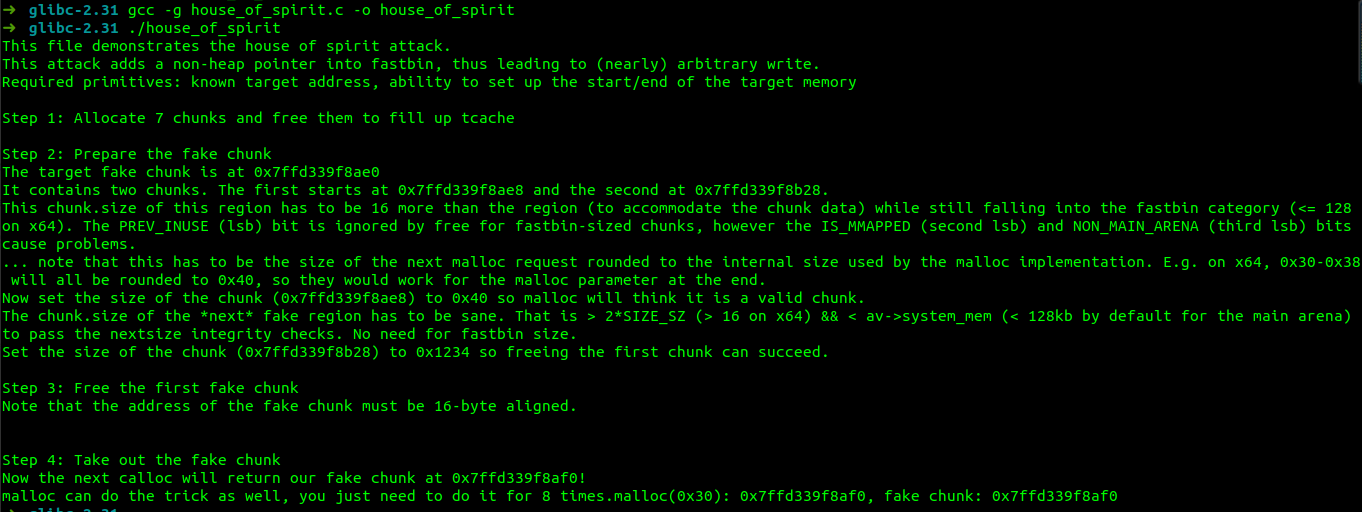 ➜ glibc-2.31 gcc -g house_of_spirit.c -o house_of_spirit
➜ glibc-2.31 ./house_of_spirit
This file demonstrates the house of spirit attack.
This attack adds a non-heap pointer into fastbin, thus leading to (nearly) arbitrary write.
Required primitives: known target address, ability to set up the start/end of the target memory
Step 1: Allocate 7 chunks and free them to fill up tcache
Step 2: Prepare the fake chunk
The target fake chunk is at 0x7ffd339f8ae0
It contains two chunks. The first starts at 0x7ffd339f8ae8 and the second at 0x7ffd339f8b28.
This chunk.size of this region has to be 16 more than the region (to accommodate the chunk data) while still falling into the fastbin category (<= 128
on x64). The PREV_INUSE (lsb) bit is ignored by free for fastbin-sized chunks, however the IS_MMAPPED (second lsb) and NON_MAIN_ARENA (third lsb) bits
cause problems.
... note that this has to be the size of the next malloc request rounded to the internal size used by the malloc implementation. E.g. on x64, 0x30-0x38
will all be rounded to 0x40, so they would work for the malloc parameter at the end.
Now set the size of the chunk (0x7ffd339f8ae8) to 0x40 so malloc will think it is a valid chunk.
The chunk.size of the *next* fake region has to be sane. That is > 2*SIZE_SZ (> 16 on x64) && < av->system_mem (< 128kb by default for the main arena)
to pass the nextsize integrity checks. No need for fastbin size.
Set the size of the chunk (0x7ffd339f8b28) to 0x1234 so freeing the first chunk can succeed.
Step 3: Free the first fake chunk
Note that the address of the fake chunk must be 16-byte aligned.
Step 4: Take out the fake chunk
Now the next calloc will return our fake chunk at 0x7ffd339f8af0!
malloc can do the trick as well, you just need to do it for 8 times.malloc(0x30): 0x7ffd339f8af0, fake chunk: 0x7ffd339f8af0
➜ glibc-2.31